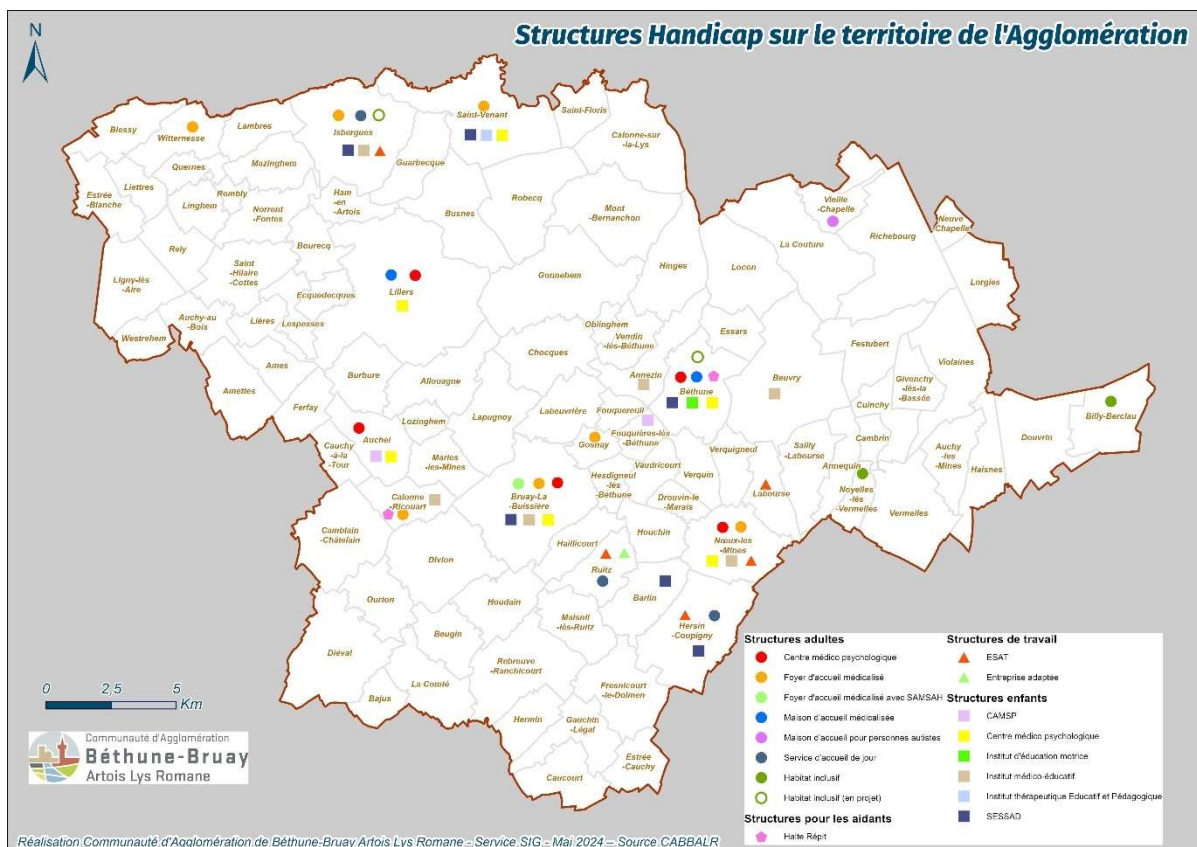 Structures Handicap sur le territoire de l'Agglomération
N
Saint-Venant
Saint-Floris
Blessy
Witternesse
Lambres
Isbergues
Calonne-sur
-la-Lys
Quernes
Mazinghem
Guarbecque
Estrée
-Blanche
Liettres
Rombly
Linghem
Ham
-en
-Artois
Norrent
-Fontes
Busnes
Robecq
Mont
-Bernanchon
Vieille
-Chapelle
Neuve
-Chapelle
Richebourg
La Couture
Rely
Bourecq
Saint
-Hilaire
-Cottes
Hinges
Locon
Gonnehem
Ligny-lès
-Aire
Lillers
Ecquedecques
Lorgies
Auchy-au
-Bois
Lières
Lespesses
Westrehem
Oblinghem
Vendin
-lès-Béthune
Essars
Festubert
Chocques
Violaines
Ames
Burbure
Allouagne
Annezin
Béthune
Beuvry
Givenchy
-lès-la
-Bassée
Amettes
Cuinchy
Billy-Berclau
Ferfay
Lozinghem
Lapugnoy
Labeuvrière
Fouquereuil
Gosnay
Fouquières-lès
-Béthune
Douvrin
Cauchy
-à-la
-Tour
Auchel
Marles
-les-Mines
Verquigneul
Sailly
-Labourse
Cambrin
Auchy
-les
-Mines
Haisnes
Vaudricourt
Verquin
Annequin
Hesdigneul
-lès
-Béthune
Labourse
Noyelles
-lès
-Vermelles
Vermelles
Calonne
-Ricouart
Bruay-La
-Buissière
Drouvin-le
-Marais
Camblain
-Châtelain
Houchin
Nœux-les
-Mines
Haillicourt
Divion
Ruitz
Barlin
Ourton
Houdain
Maisnil
-lès-Ruitz
Hersin
-Coupigny
Beugin
Diéval
Rebreuve
-Ranchicourt
La Comté
Bajus
Fresnicourt
-le-Dolmen
Hermin
Gauchin
-Légal
Estrée
-Cauchy
Caucourt
0 2,5 5
Km
Communauté d'Agglomération
Béthune-Bruay
Artois Lys Romane
Structures adultes
Centre médico psychologique
Foyer d'accueil médicalisé
Foyer d'accueil médicalisé avec SAMSAH
Maison d'accueil médicalisée
Maison d'accueil pour personnes autistes
Service d'accueil de jour
Habitat inclusif
Habitat inclusif (en projet)
Structures pour les aidants
Halte Répit
Structures de travail
ESAT
Entreprise adaptée
Structures enfants
CAMSP
Centre médico psychologique
Institut d'éducation motrice
Institut médico-éducatif
Institut thérapeutique Educatif et Pédagogique
SESSAD
Réalisation Communauté d'Agglomération de Béthune-Bruay Artois Lys Romane - Service SIG - Mai 2024 – Source CABBALR